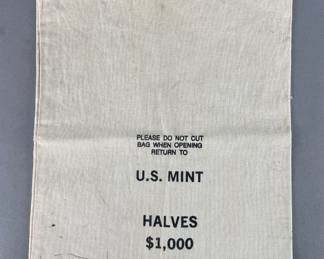 PLEASE DO NOT CUT
BAG WHEN OPENING
RETURN TO
U.S. MINT
HALVES
$1,000